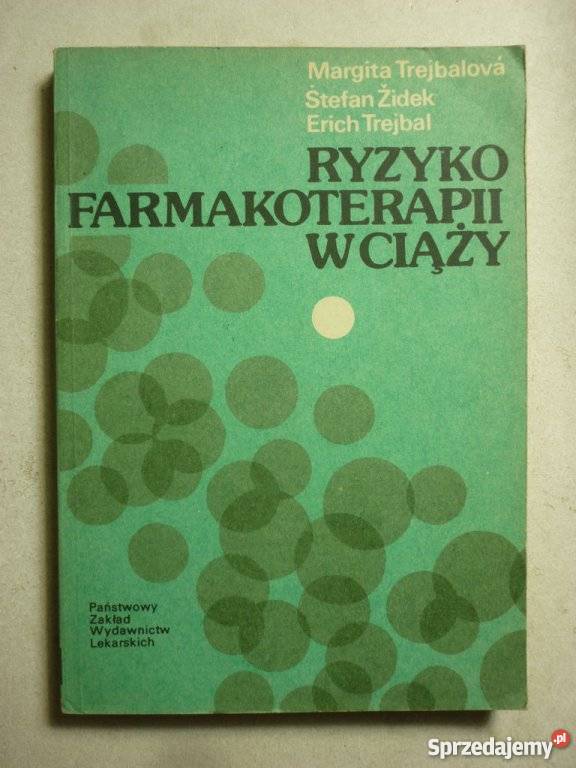 Margita Trejbalová
Štefan Židek
Erich Trejbal
RYZYKO
FARMAKOTERAPII
W CIĄŻY
Państwowy
Zakład
Wydawnictw
Lekarskich
Sprzedajemy.pl